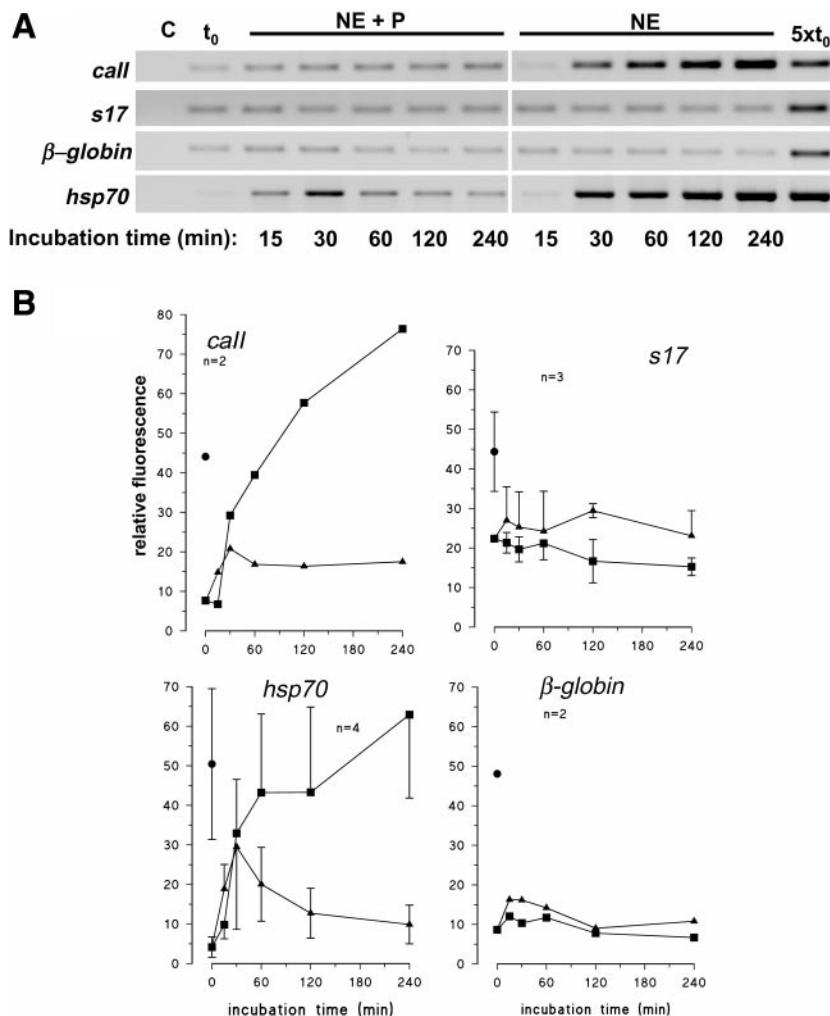 A
C t0 NE + P NE 5xt0
call
s17
β–globin
hsp70
Incubation time (min): 15 30 60 120 240 15 30 60 120 240
B
call
n=2
relative fluorescence
80
70
60
50
40
30
20
10
0
0 60 120 180 240
s17
n=3
70
60
50
40
30
20
10
0
0 60 120 180 240
hsp70
n=4
70
60
50
40
30
20
10
0
0 60 120 180 240
incubation time (min)
β-globin
n=2
70
60
50
40
30
20
10
0
0 60 120 180 240
incubation time (min)